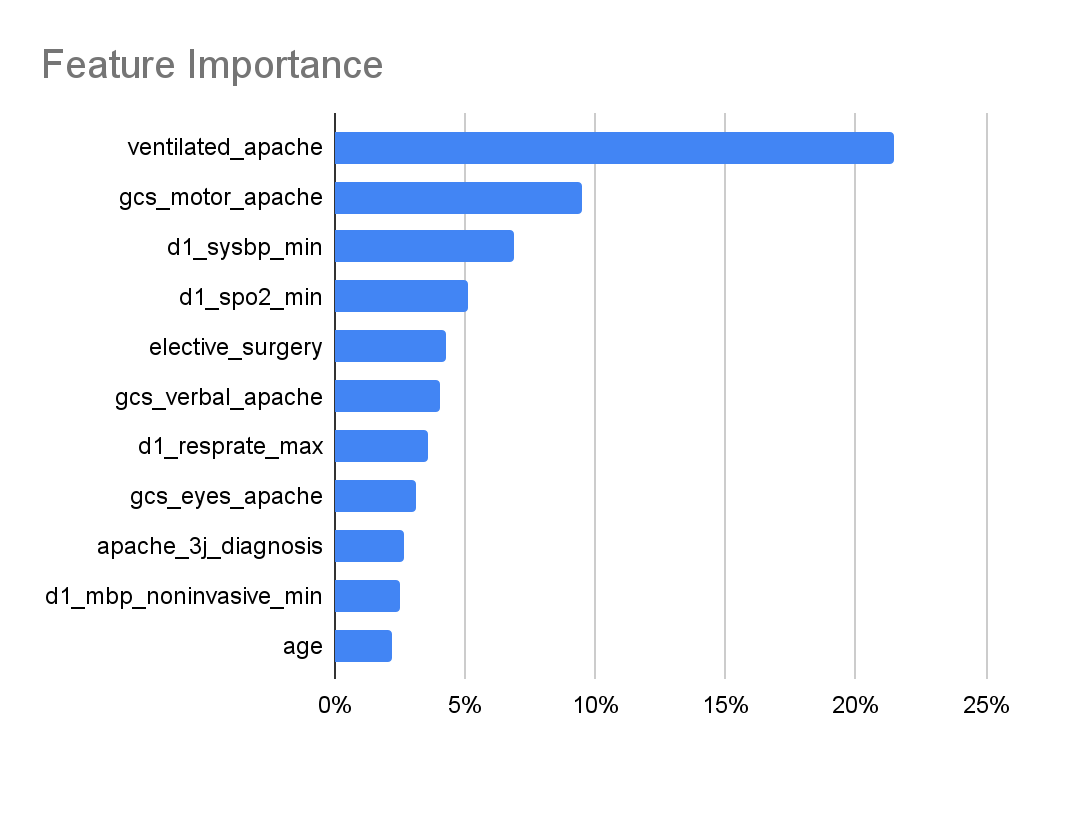 Feature Importance
ventilated_apache
gcs_motor_apache
d1_sysbp_min
d1_spo2_min
elective_surgery
gcs_verbal_apache
d1_resprate_max
gcs_eyes_apache
apache_3j_diagnosis
d1_mbp_noninvasive_min
age
0% 5% 10% 15% 20% 25%